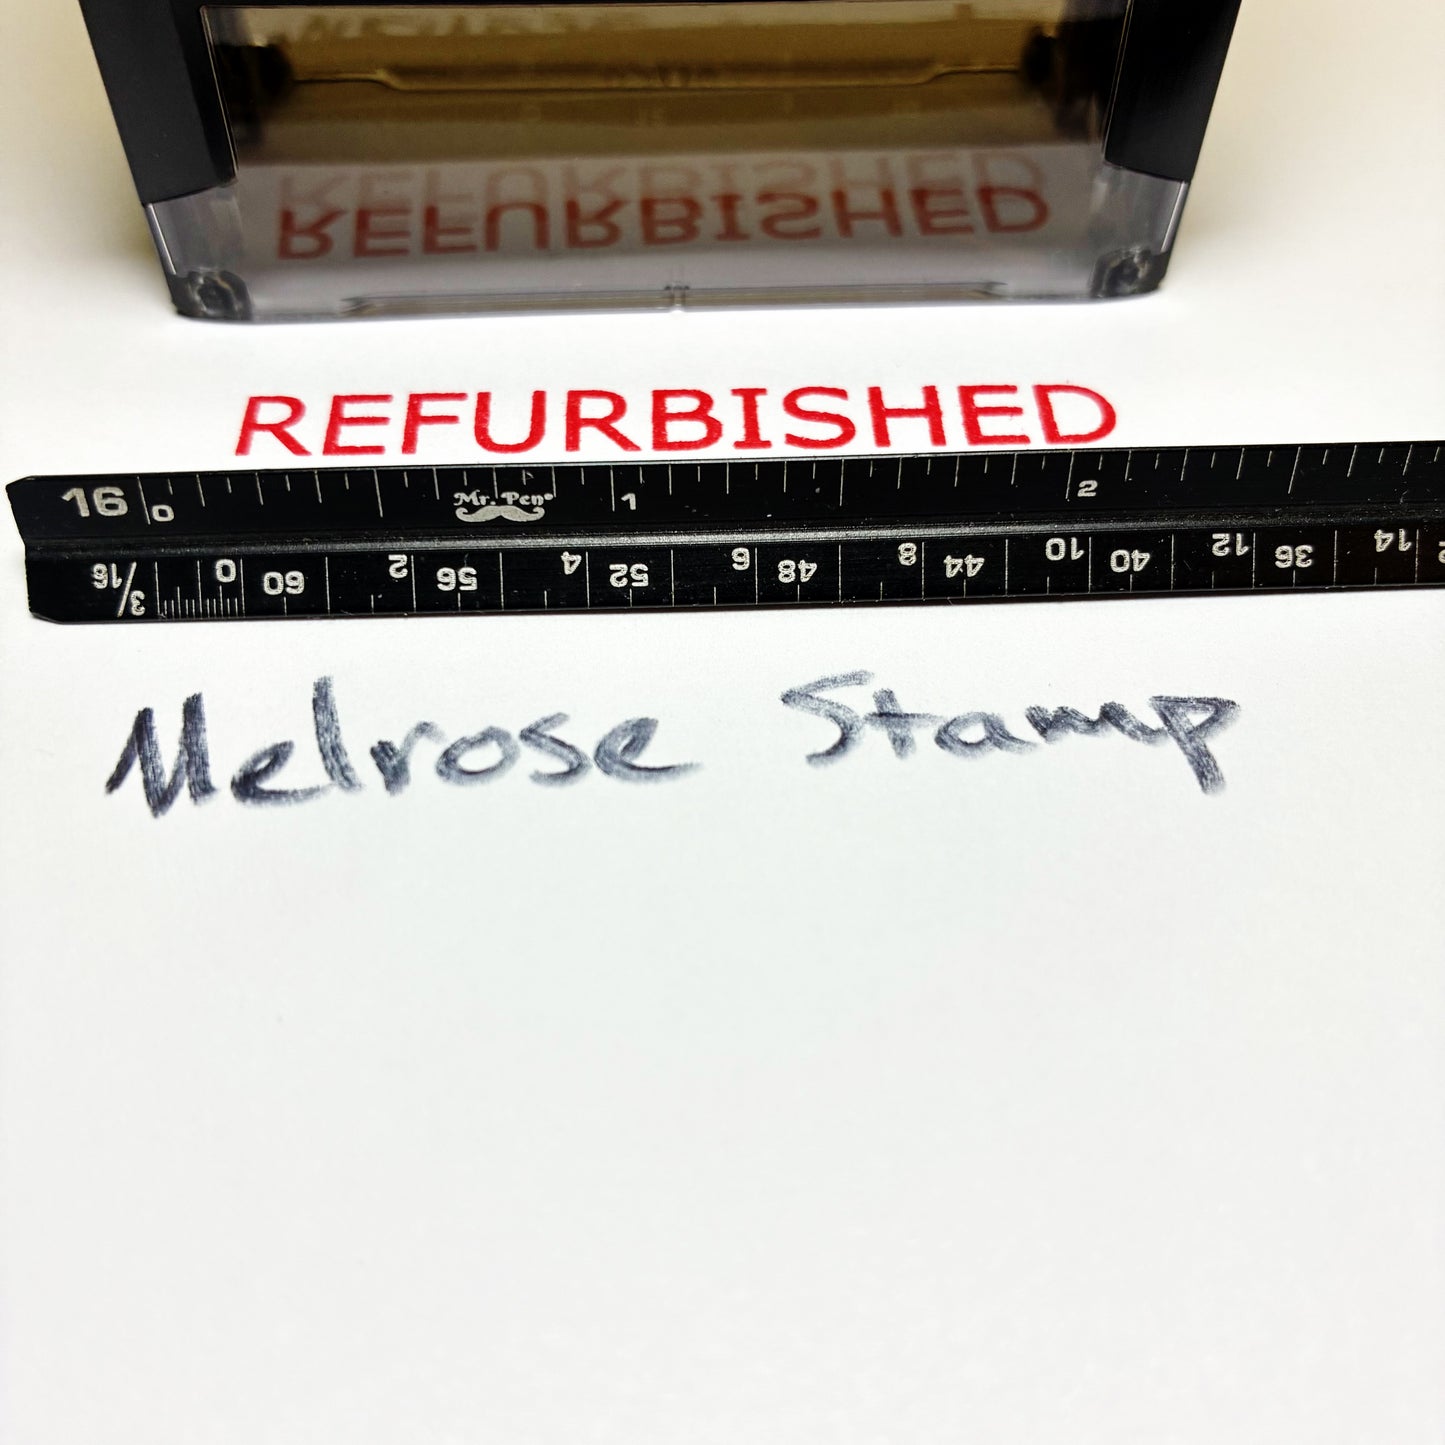 REFURBISHED
REFURBISHED
16 0 Mr. Pen® 1 2
3/16 0 60 2 56 4 52 6 48 8 44 10 40 12 36 14
Melrose Stamp